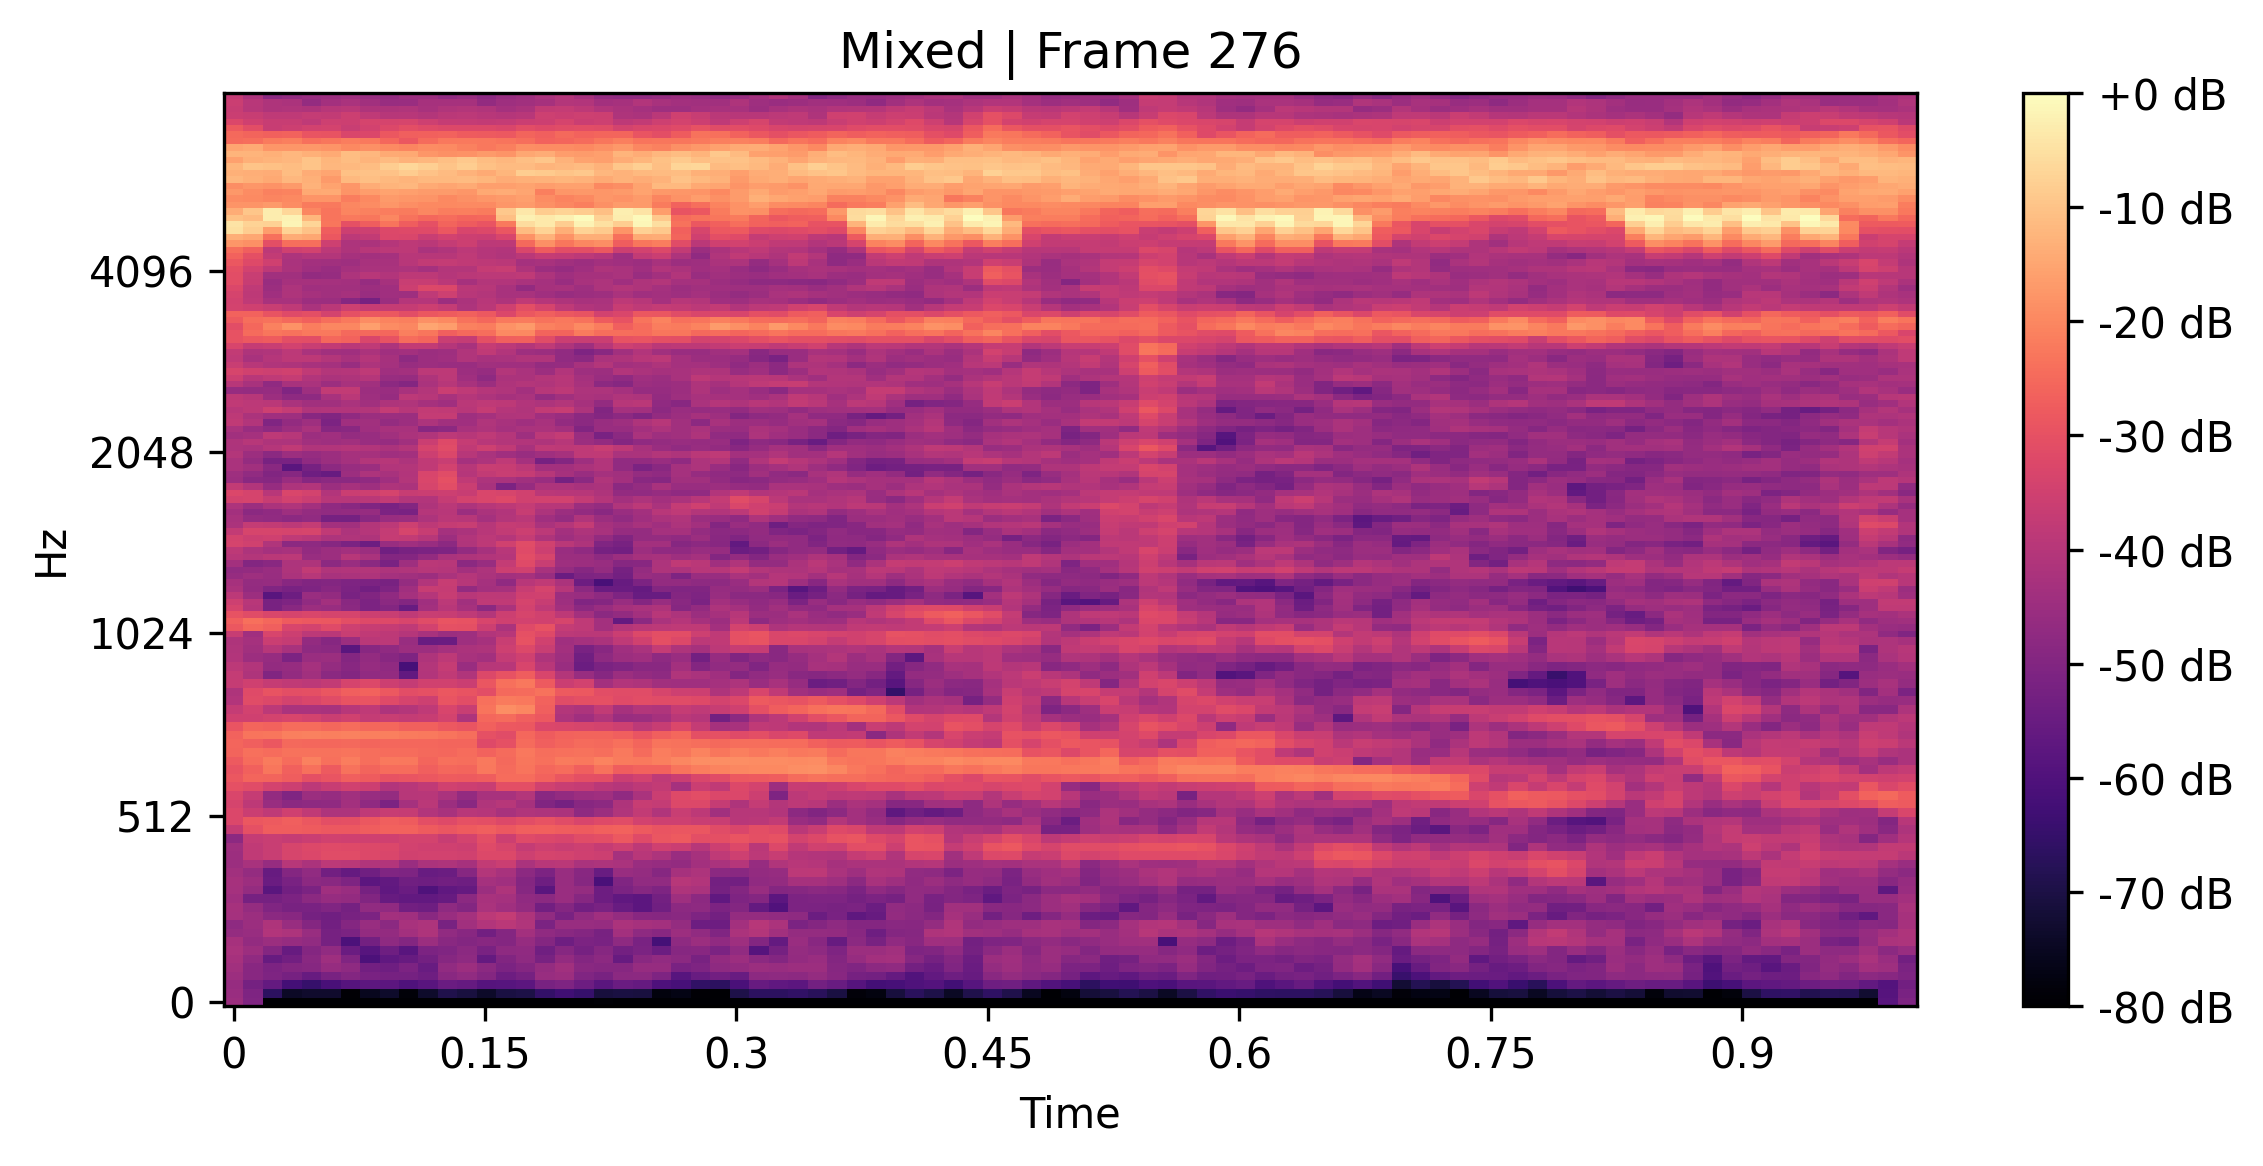 Mixed | Frame 276
+0 dB
-10 dB
-20 dB
-30 dB
-40 dB
-50 dB
-60 dB
-70 dB
-80 dB
Hz
4096
2048
1024
512
0
0 0.15 0.3 0.45 0.6 0.75 0.9
Time